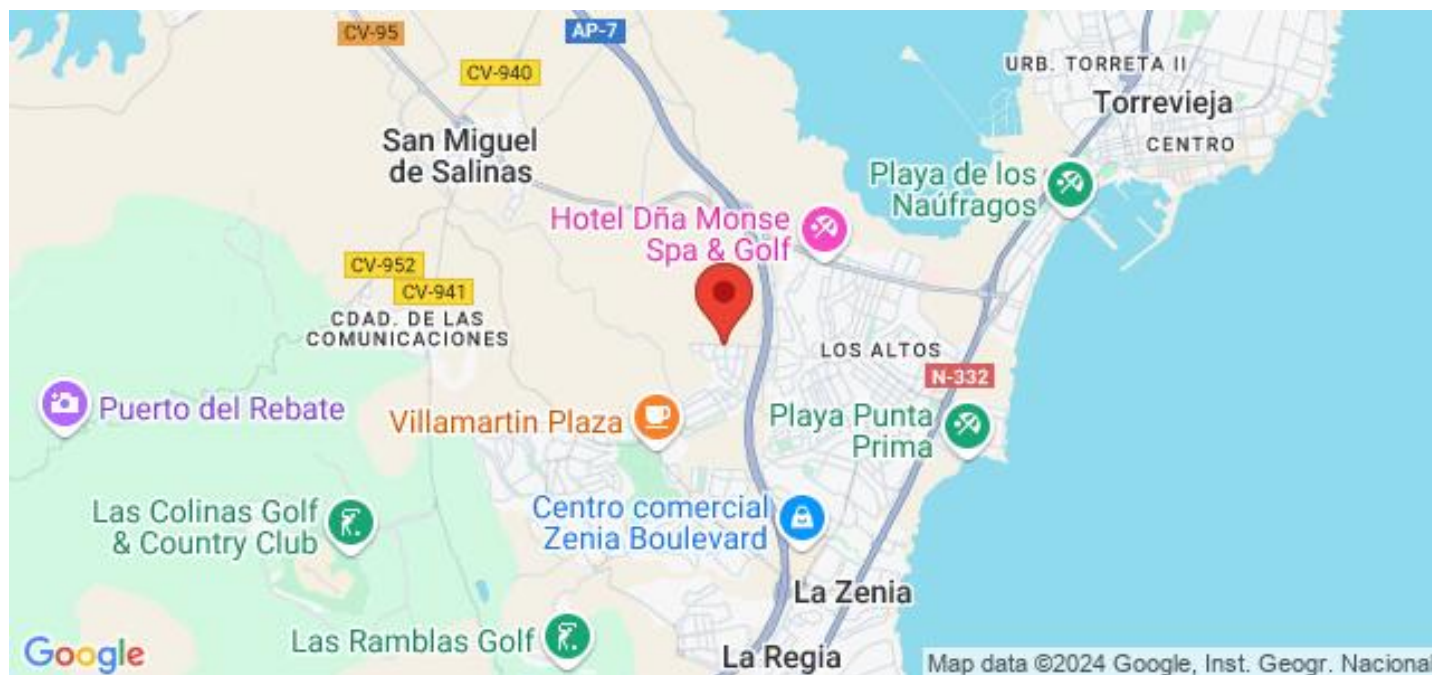 CV-95
AP-7
CV-940
URB. TORRETA II
Torrevieja
CENTRO
San Miguel
de Salinas
Playa de los
Naúfragos
Hotel Dña Monse
Spa & Golf
CV-952
CV-941
CDAD. DE LAS
COMUNICACIONES
LOS ALTOS
N-332
Puerto del Rebate
Villamartin Plaza
Playa Punta
Prima
Las Colinas Golf
& Country Club
Centro comercial
Zenia Boulevard
La Zenia
Las Ramblas Golf
La Regia
Google
Map data ©2024 Google, Inst. Geogr. Nacional